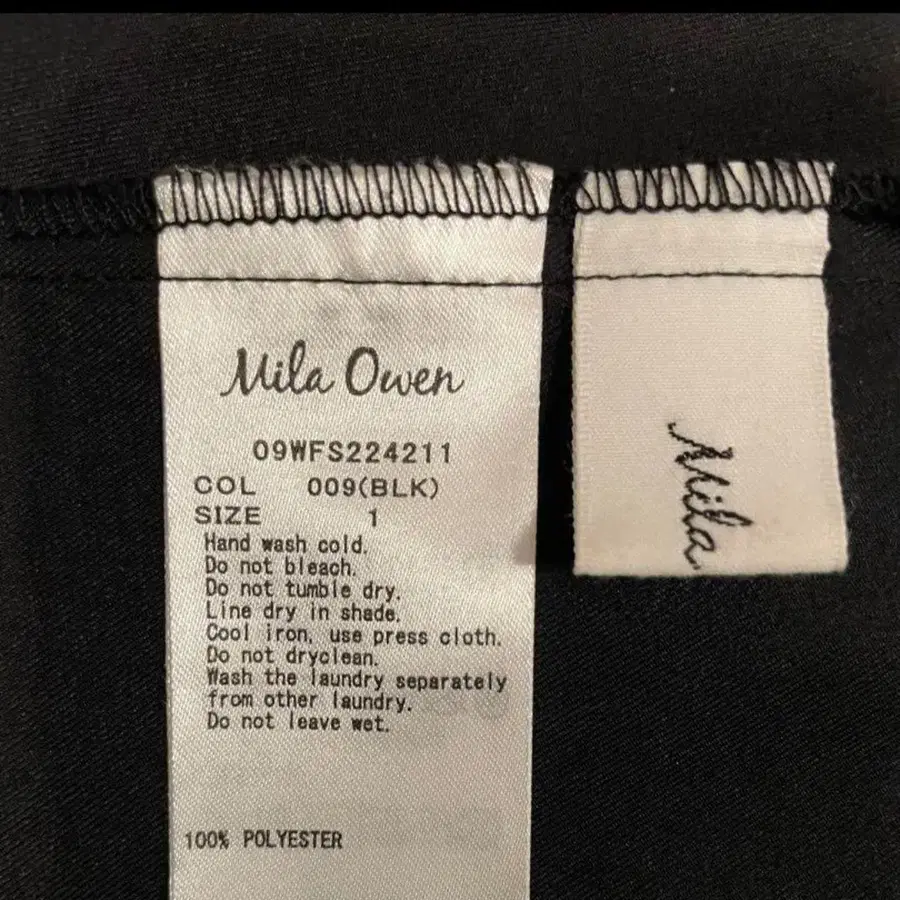 Mila Owen
09WFS224211
COL 009(BLK)
SIZE 1
Hand wash cold.
Do not bleach.
Do not tumble dry.
Line dry in shade.
Cool iron, use press cloth.
Do not dryclean.
Wash the laundry separately
from other laundry.
Do not leave wet.
100% POLYESTER
Mila